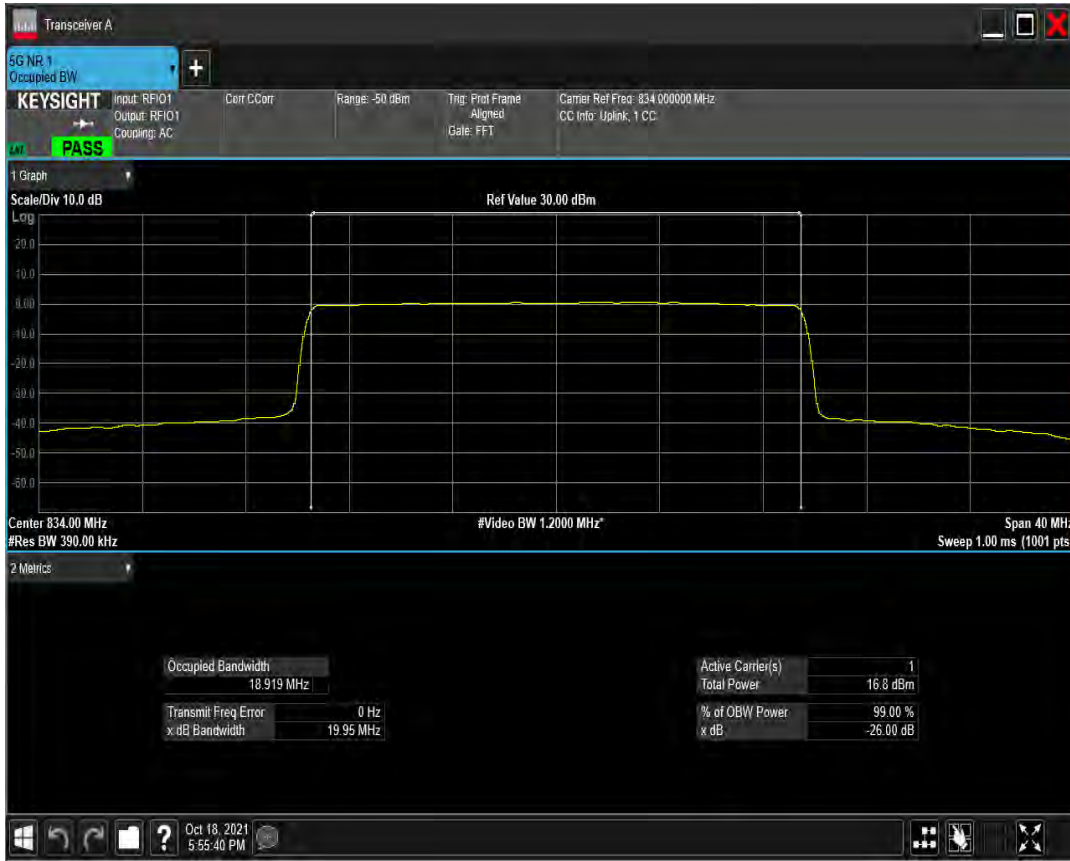 Transceiver A
5G NR 1
Occupied BW
+
KEYSIGHT
Input: RFIO1
Output: RFIO1
Coupling: AC
Corr CCorr
Range: -50 dBm
Trig: Prot Frame
Aligned
Gate: FFT
Carrier Ref Freq: 834.000000 MHz
CC Info: Uplink, 1 CC
PASS
1 Graph
Scale/Div 10.0 dB
Ref Value 30.00 dBm
Log
20.0
10.0
0.00
-10.0
-20.0
-30.0
-40.0
-50.0
-60.0
Center 834.00 MHz
#Video BW 1.2000 MHz*
Span 40 MHz
#Res BW 390.00 kHz
Sweep 1.00 ms (1001 pts
2 Metrics
Occupied Bandwidth
18.919 MHz
Transmit Freq Error 0 Hz
x dB Bandwidth 19.95 MHz
Active Carrier(s) 1
Total Power 16.8 dBm
% of OBW Power 99.00 %
x dB -26.00 dB
?
Oct 18, 2021
5:55:40 PM